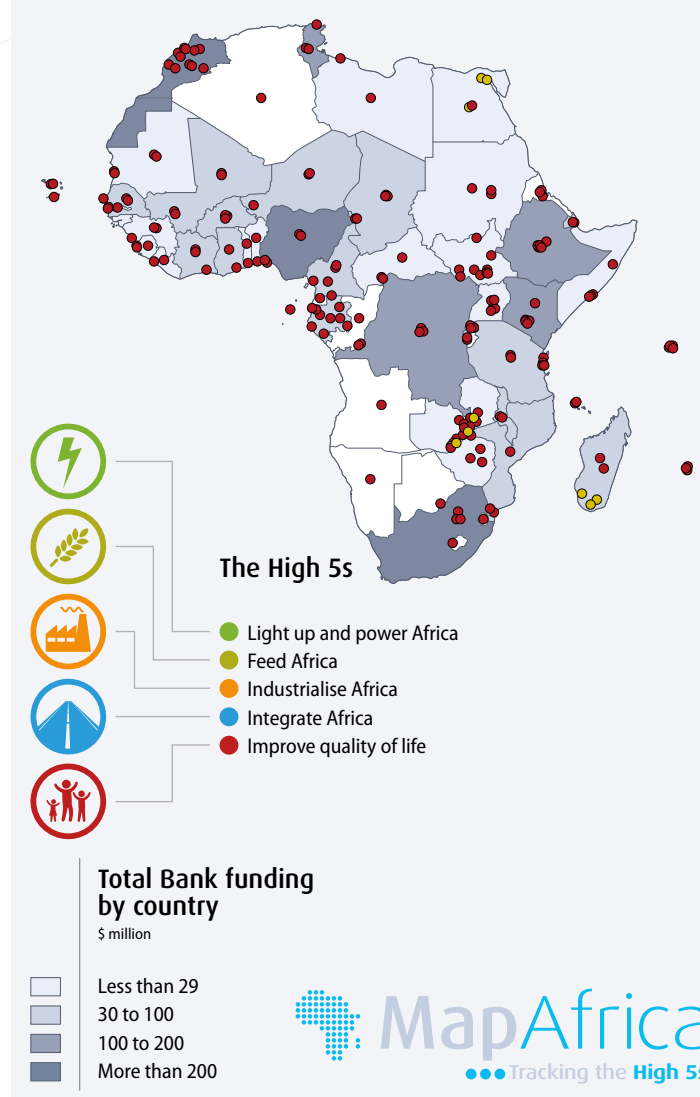 The High 5s
Light up and power Africa
Feed Africa
Industrialise Africa
Integrate Africa
Improve quality of life
Total Bank funding
by country
$ million
Less than 29
30 to 100
100 to 200
More than 200
MapAfrica
Tracking the High 5s